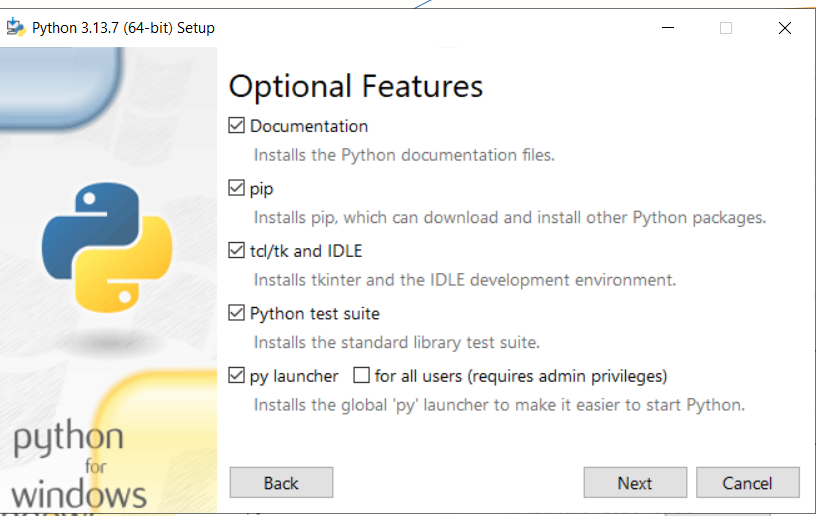 Python 3.13.7 (64-bit) Setup
Optional Features
Documentation
Installs the Python documentation files.
pip
Installs pip, which can download and install other Python packages.
tcl/tk and IDLE
Installs tkinter and the IDLE development environment.
Python test suite
Installs the standard library test suite.
py launcher for all users (requires admin privileges)
Installs the global 'py' launcher to make it easier to start Python.
python
for
windows
Back Next Cancel